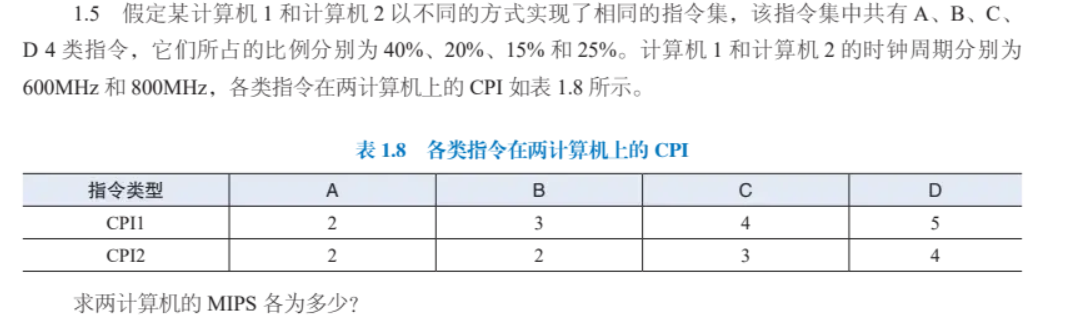 1.5 假定某计算机 1 和计算机 2 以不同的方式实现了相同的指令集，该指令集中共有 A、B、C、
D 4 类指令，它们所占的比例分别为 40%、20%、15% 和 25%。计算机 1 和计算机 2 的时钟周期分别为
600MHz 和 800MHz，各类指令在两计算机上的 CPI 如表 1.8 所示。
表 1.8 各类指令在两计算机上的 CPI
指令类型 A B C D
CPI1 2 3 4 5
CPI2 2 2 3 4
求两计算机的 MIPS 各为多少？